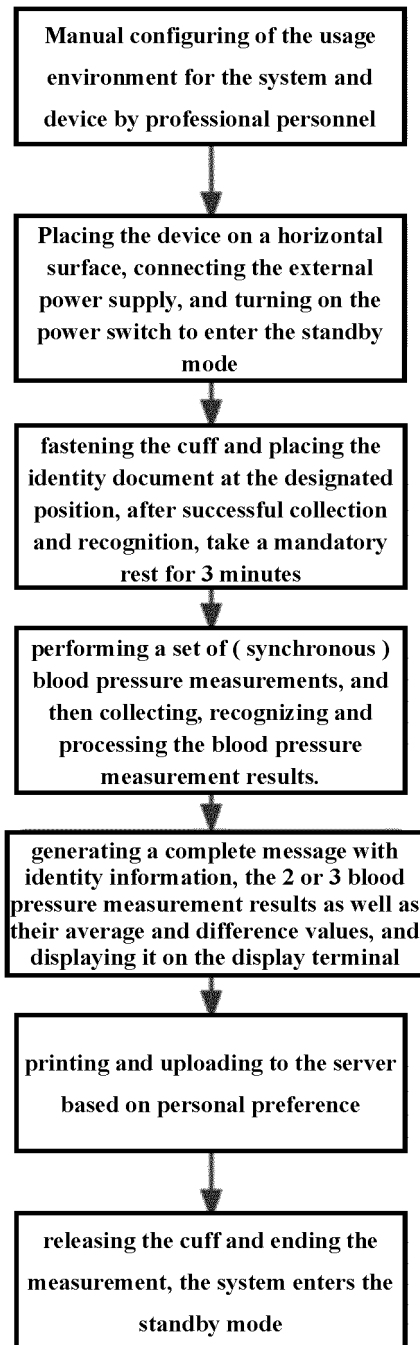 Manual configuring of the usage
environment for the system and
device by professional personnel
Placing the device on a horizontal
surface, connecting the external
power supply, and turning on the
power switch to enter the standby
mode
fastening the cuff and placing the
identity document at the designated
position, after successful collection
and recognition, take a mandatory
rest for 3 minutes
performing a set of ( synchronous )
blood pressure measurements, and
then collecting, recognizing and
processing the blood pressure
measurement results.
generating a complete message with
identity information, the 2 or 3 blood
pressure measurement results as well as
their average and difference values, and
displaying it on the display terminal
printing and uploading to the server
based on personal preference
releasing the cuff and ending the
measurement, the system enters the
standby mode